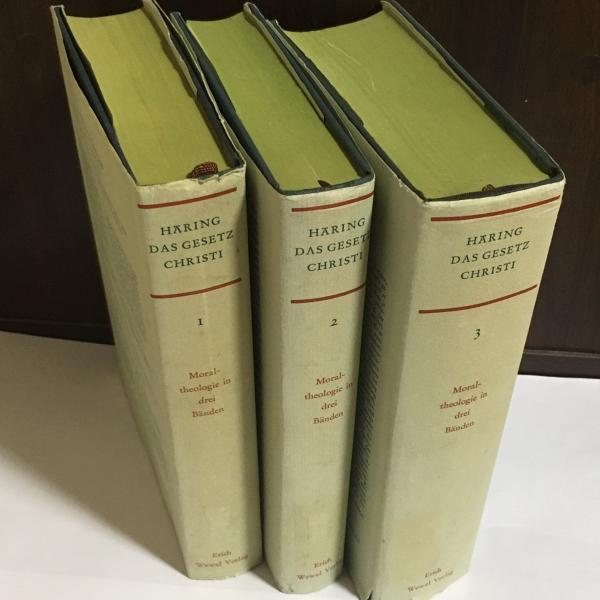 HÄRING
DAS GESETZ
CHRISTI
1
Moral-
theologie in
drei
Bänden
Erich
Wewel Verlag
HÄRING
DAS GESETZ
CHRISTI
2
Moral-
theologie in
drei
Bänden
Erich
Wewel Verlag
HÄRING
DAS GESETZ
CHRISTI
3
Moral-
theologie in
drei
Bänden
Erich
Wewel Verlag